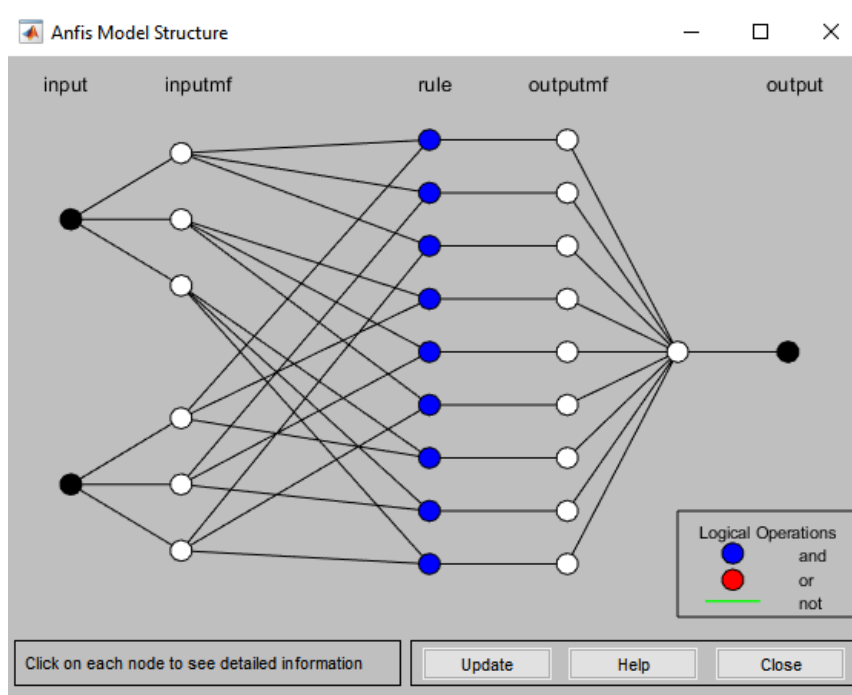 Anfis Model Structure
input inputmf rule outputmf output
Logical Operations
and
or
not
Click on each node to see detailed information
Update Help Close